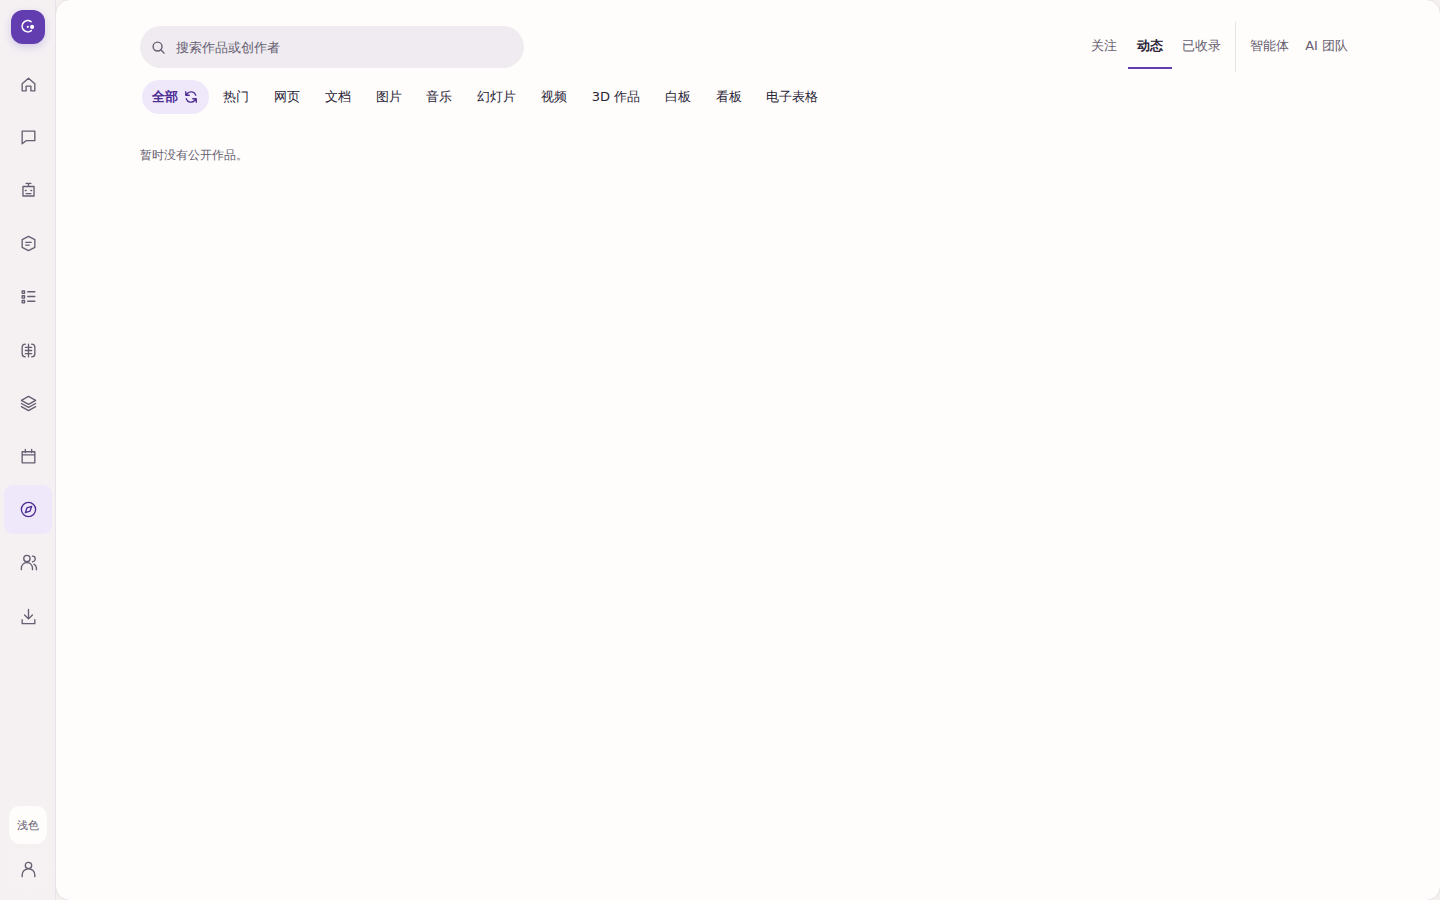 搜索作品或创作者
关注 动态 已收录 智能体 AI 团队
全部 热门 网页 文档 图片 音乐 幻灯片 视频 3D 作品 白板 看板 电子表格
暂时没有公开作品。
浅色